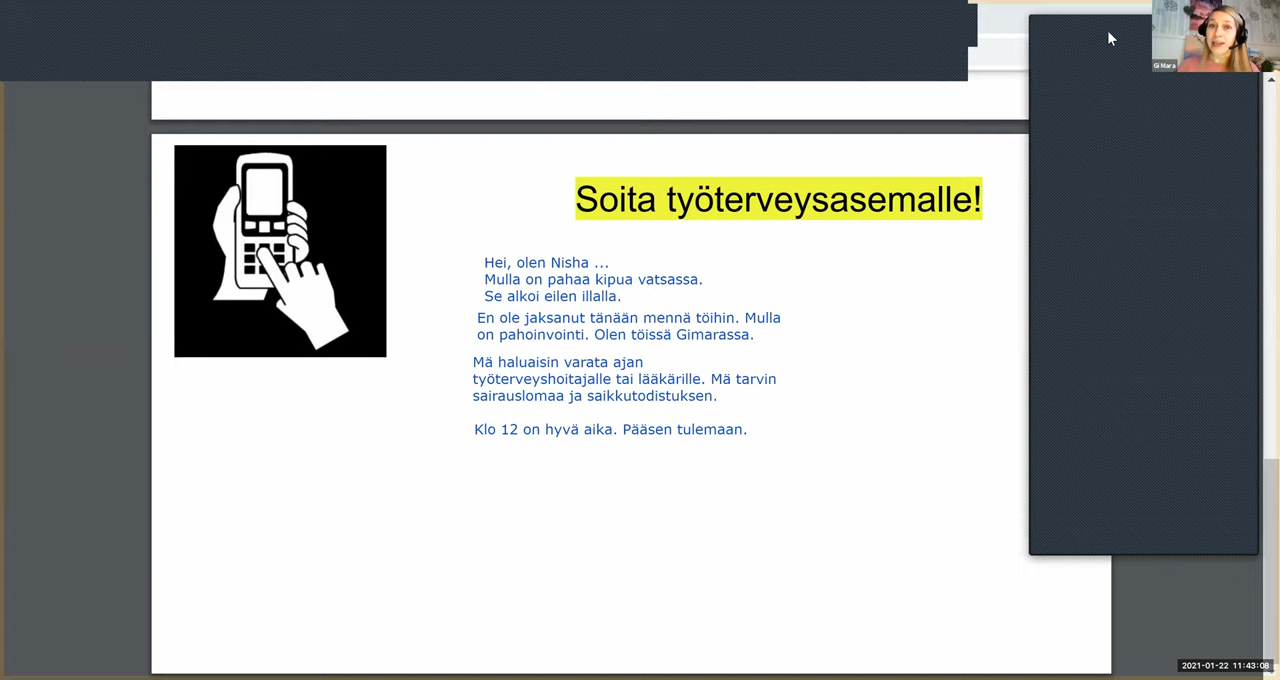 Gi Mara
Soita työterveysasemalle!
Hei, olen Nisha ...
Mulla on pahaa kipua vatsassa.
Se alkoi eilen illalla.
En ole jaksanut tänään mennä töihin. Mulla
on pahoinvointi. Olen töissä Gimarassa.
Mä haluaisin varata ajan
työterveyshoitajalle tai lääkärille. Mä tarvin
sairauslomaa ja saikkutodistuksen.
Klo 12 on hyvä aika. Pääsen tulemaan.
2021-01-22 11:43:08